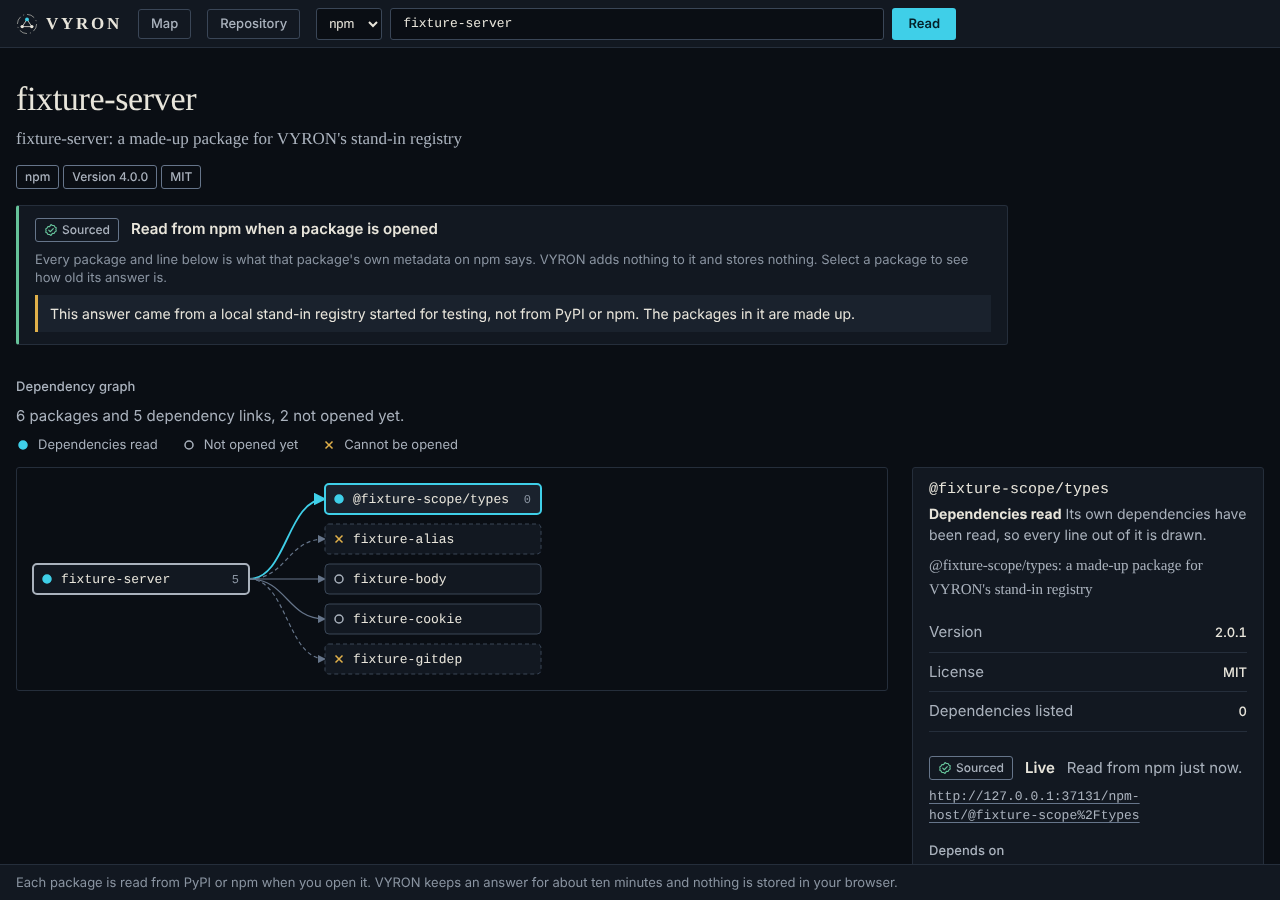 VYRON
Map
Repository
npm
fixture-server
Read
fixture-server
fixture-server: a made-up package for VYRON's stand-in registry
npm
Version 4.0.0
MIT
Sourced
Read from npm when a package is opened
Every package and line below is what that package's own metadata on npm says. VYRON adds nothing to it and stores nothing. Select a package to see
how old its answer is.
This answer came from a local stand-in registry started for testing, not from PyPI or npm. The packages in it are made up.
Dependency graph
6 packages and 5 dependency links, 2 not opened yet.
Dependencies read
Not opened yet
Cannot be opened
fixture-server 5
@fixture-scope/types 0
fixture-alias
fixture-body
fixture-cookie
fixture-gitdep
@fixture-scope/types
Dependencies read Its own dependencies have
been read, so every line out of it is drawn.
@fixture-scope/types: a made-up package for
VYRON's stand-in registry
Version 2.0.1
License MIT
Dependencies listed 0
Sourced Live Read from npm just now.
http://127.0.0.1:37131/npm-
host/@fixture-scope%2Ftypes
Depends on
Each package is read from PyPI or npm when you open it. VYRON keeps an answer for about ten minutes and nothing is stored in your browser.